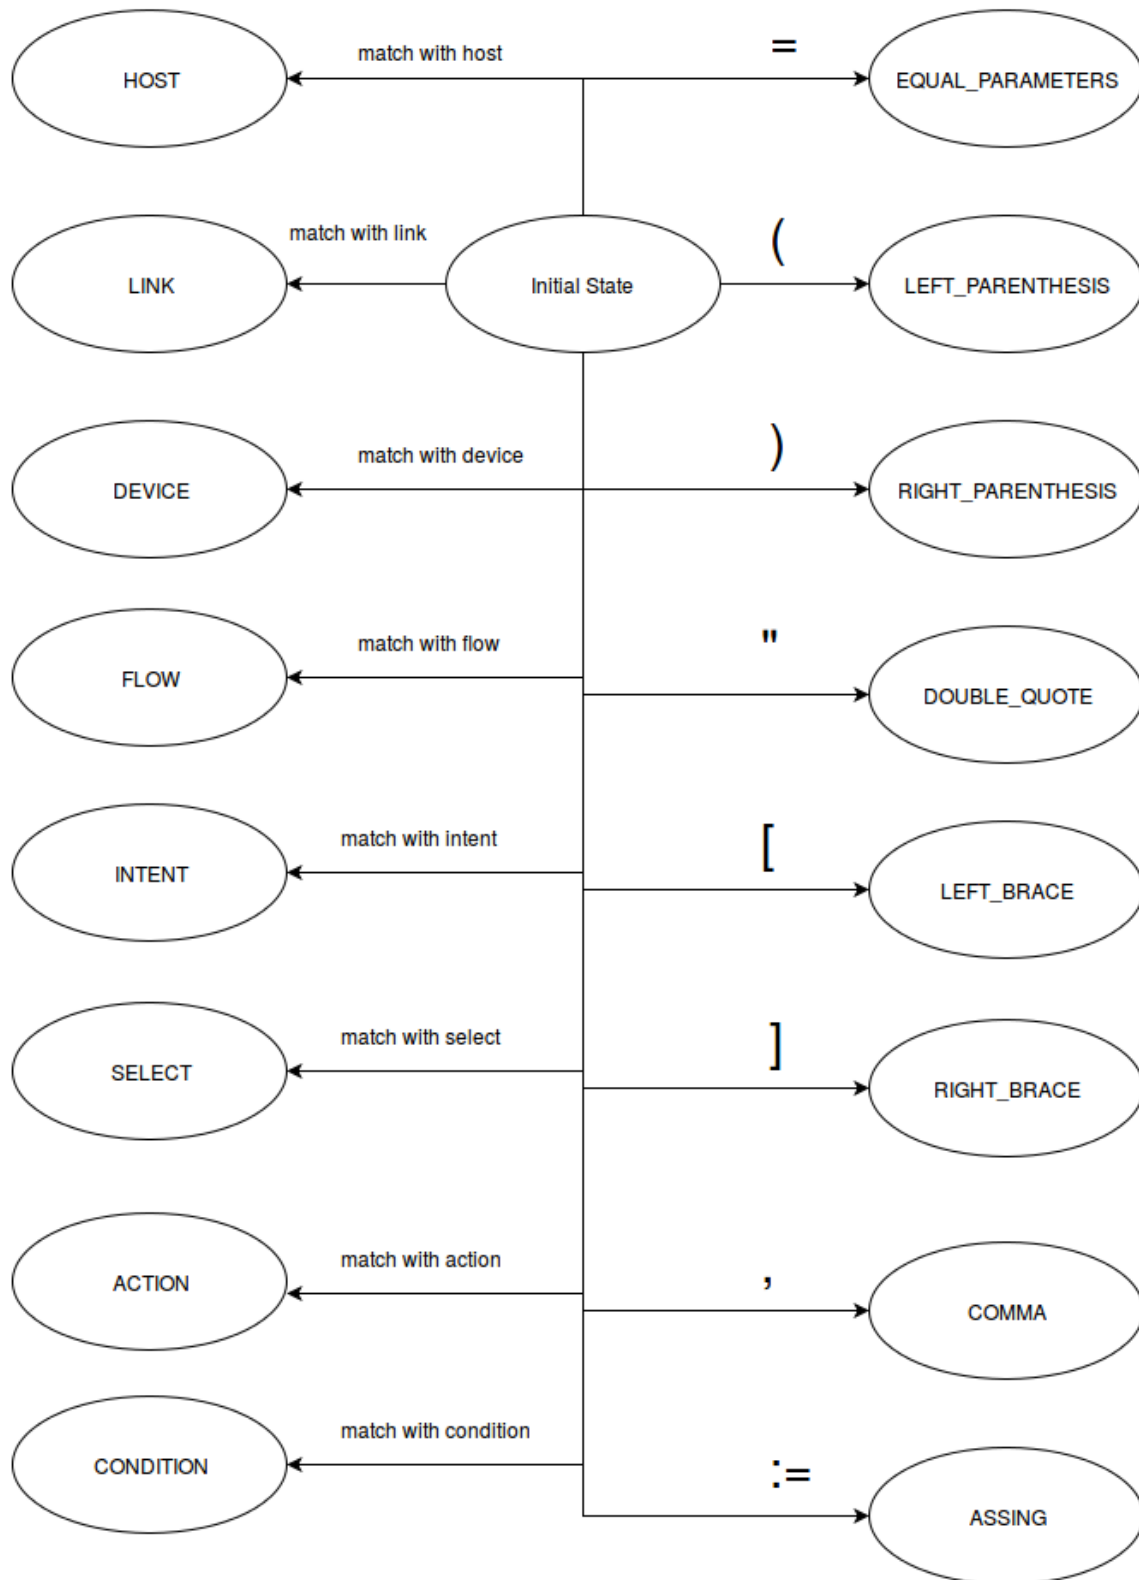 match with host
=
HOST
EQUAL_PARAMETERS
match with link
(
LINK
Initial State
LEFT_PARENTHESIS
match with device
)
DEVICE
RIGHT_PARENTHESIS
match with flow
"
FLOW
DOUBLE_QUOTE
match with intent
[
INTENT
LEFT_BRACE
match with select
]
SELECT
RIGHT_BRACE
match with action
,
ACTION
COMMA
match with condition
:=
CONDITION
ASSING